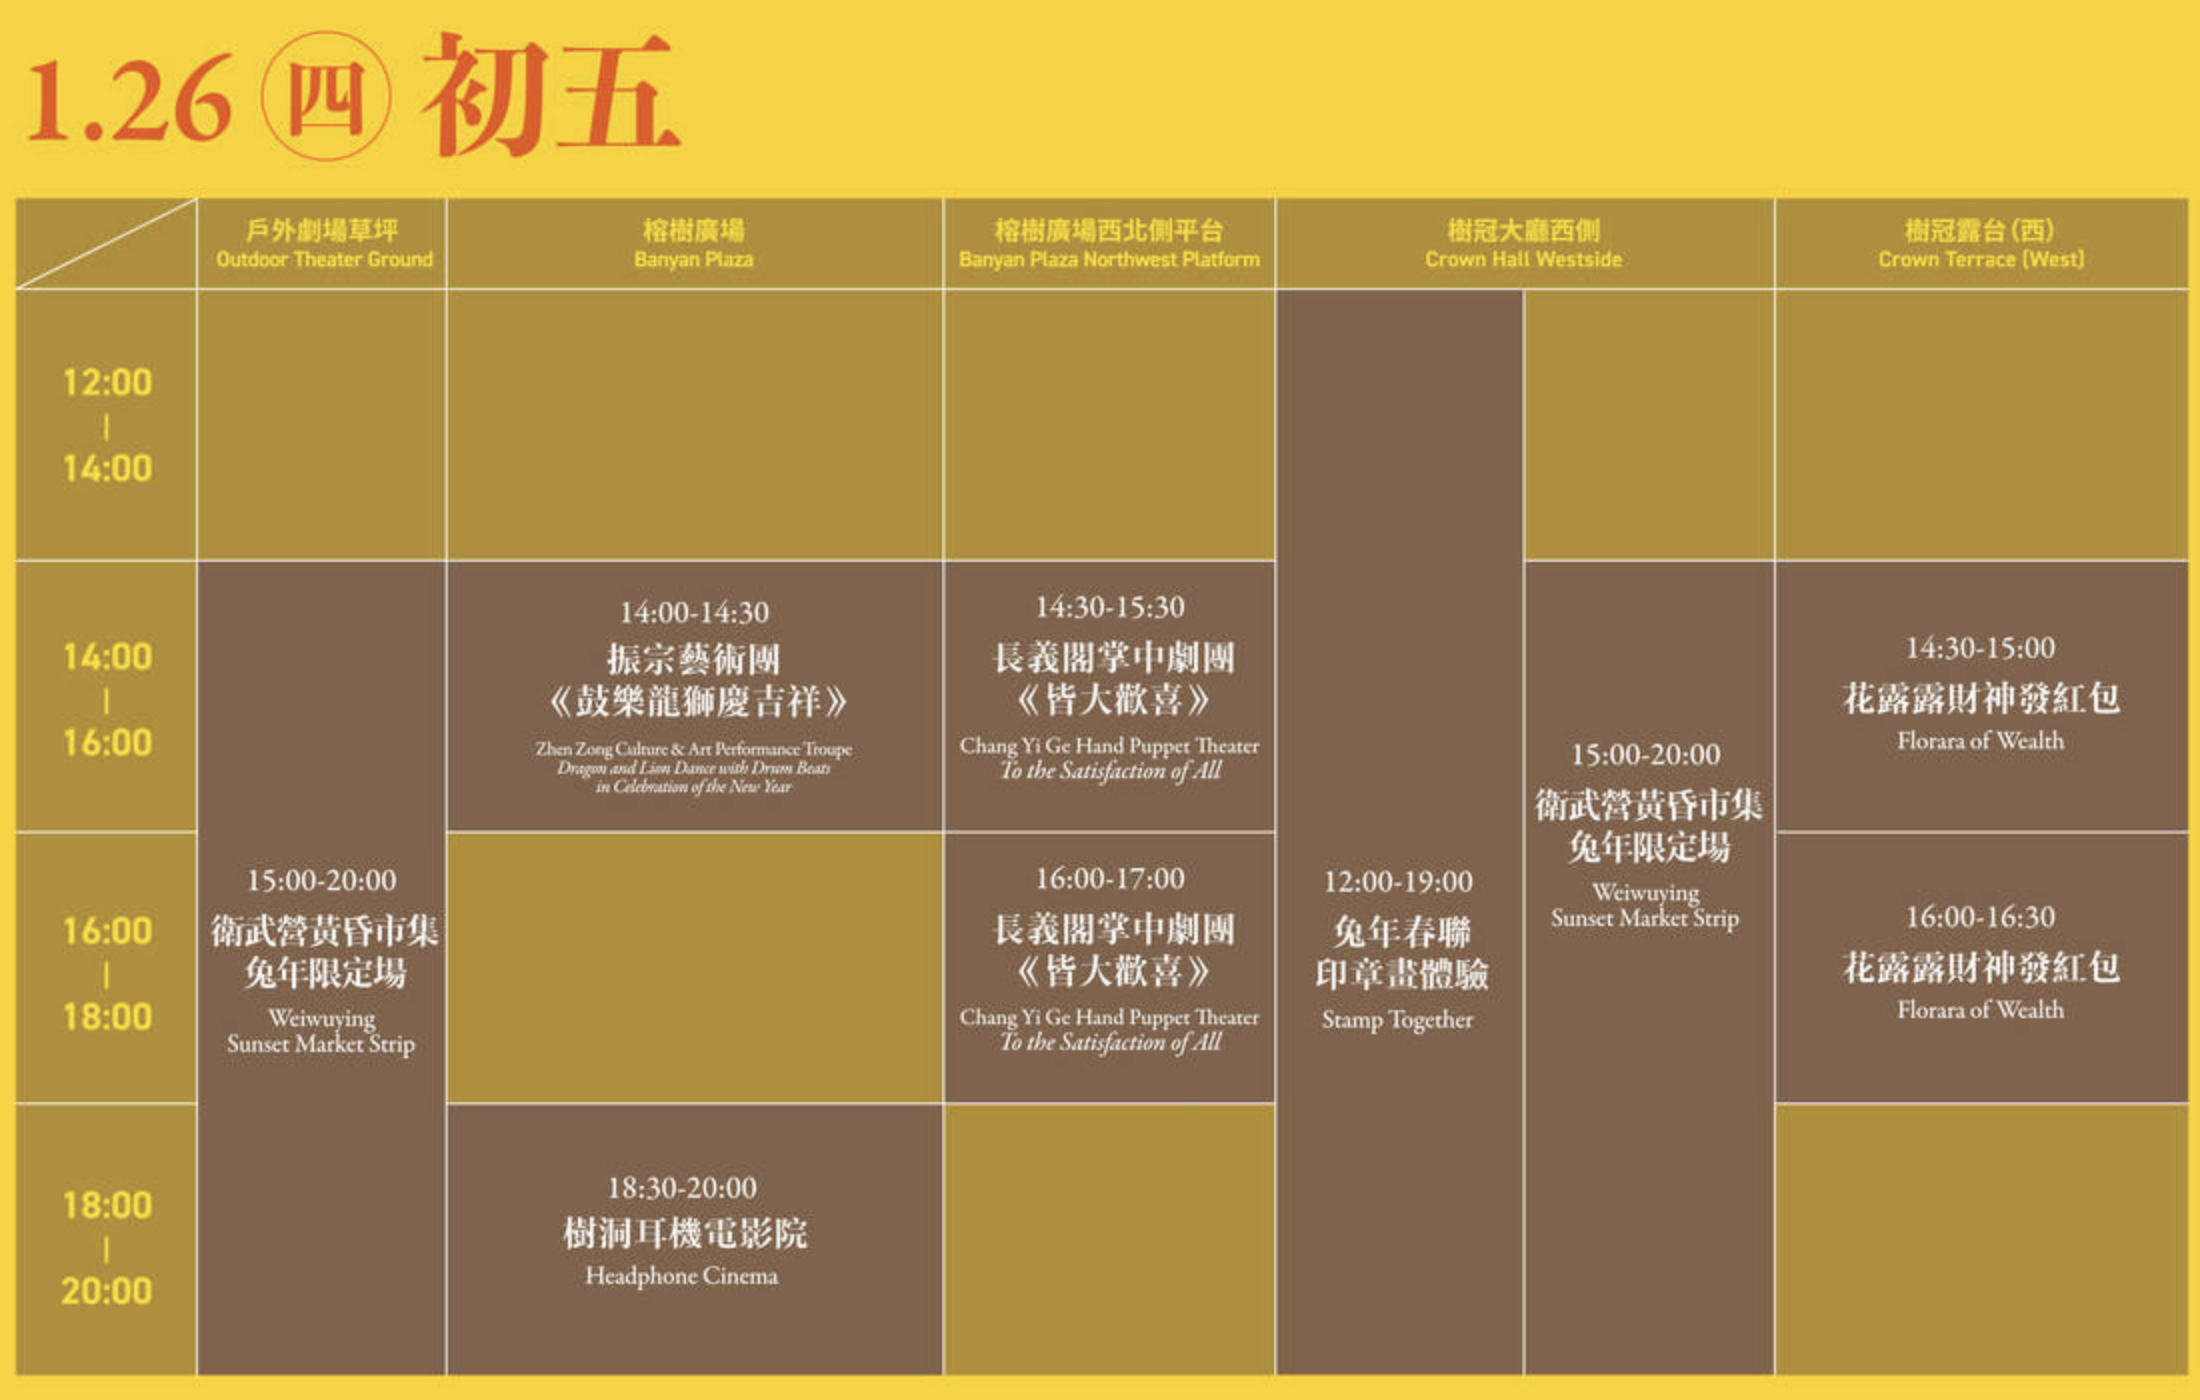 1.26 四 初五
戶外劇場草坪
Outdoor Theater Ground
榕樹廣場
Banyan Plaza
榕樹廣場西北側平台
Banyan Plaza Northwest Platform
樹冠大廳西側
Crown Hall Westside
樹冠露台(西)
Crown Terrace (West)
12:00
|
14:00
14:00
|
16:00
16:00
|
18:00
18:00
|
20:00
15:00-20:00
衛武營黃昏市集
兔年限定場
Weiwuying
Sunset Market Strip
14:00-14:30
振宗藝術團
《鼓樂龍獅慶吉祥》
Zhen Zong Culture & Art Performance Troupe
Dragon and Lion Dance with Drum Beats
in Celebration of the New Year
18:30-20:00
樹洞耳機電影院
Headphone Cinema
14:30-15:30
長義閣掌中劇團
《皆大歡喜》
Chang Yi Ge Hand Puppet Theater
To the Satisfaction of All
16:00-17:00
長義閣掌中劇團
《皆大歡喜》
Chang Yi Ge Hand Puppet Theater
To the Satisfaction of All
12:00-19:00
兔年春聯
印章畫體驗
Stamp Together
15:00-20:00
衛武營黃昏市集
兔年限定場
Weiwuying
Sunset Market Strip
14:30-15:00
花露露財神發紅包
Florara of Wealth
16:00-16:30
花露露財神發紅包
Florara of Wealth